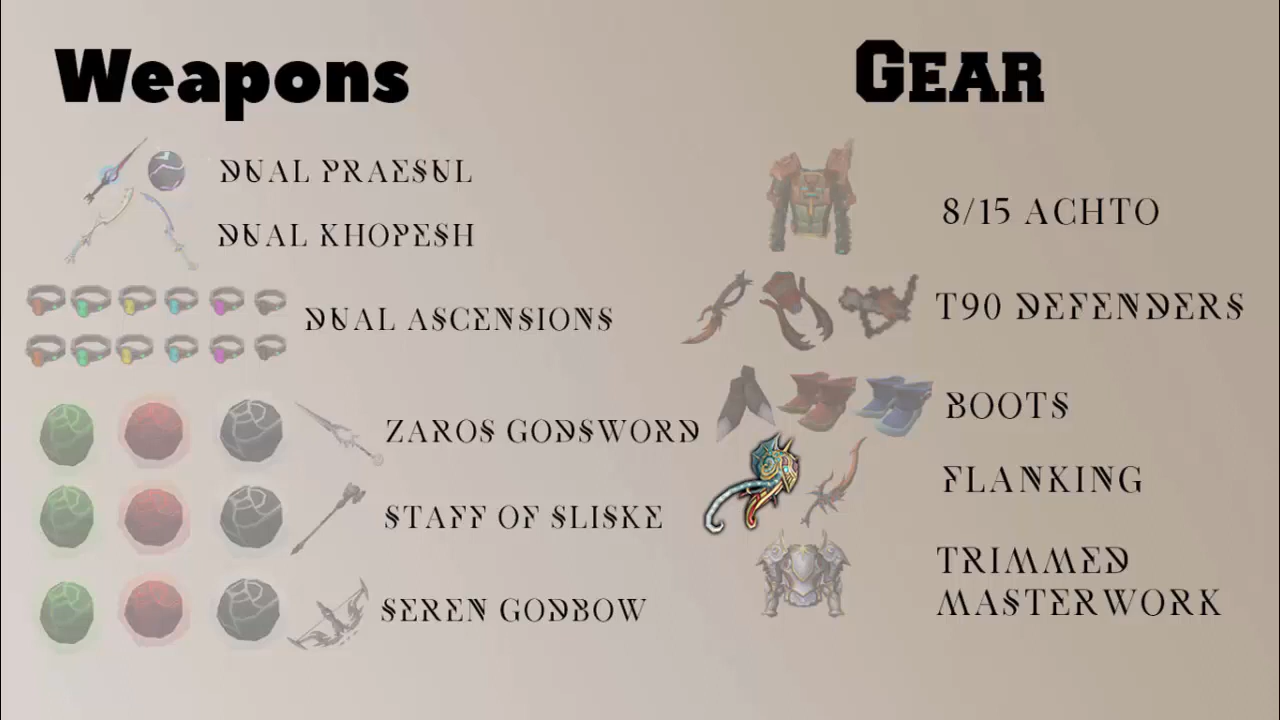 Weapons
DUAL PRAESUL
DUAL KHOPESH
DUAL ASCENSIONS
ZAROS GODSWORD
STAFF OF SLISKE
SEREN GODBOW
GEAR
8/15 ACHTO
T90 DEFENDERS
BOOTS
FLANKING
TRIMMED
MASTERWORK